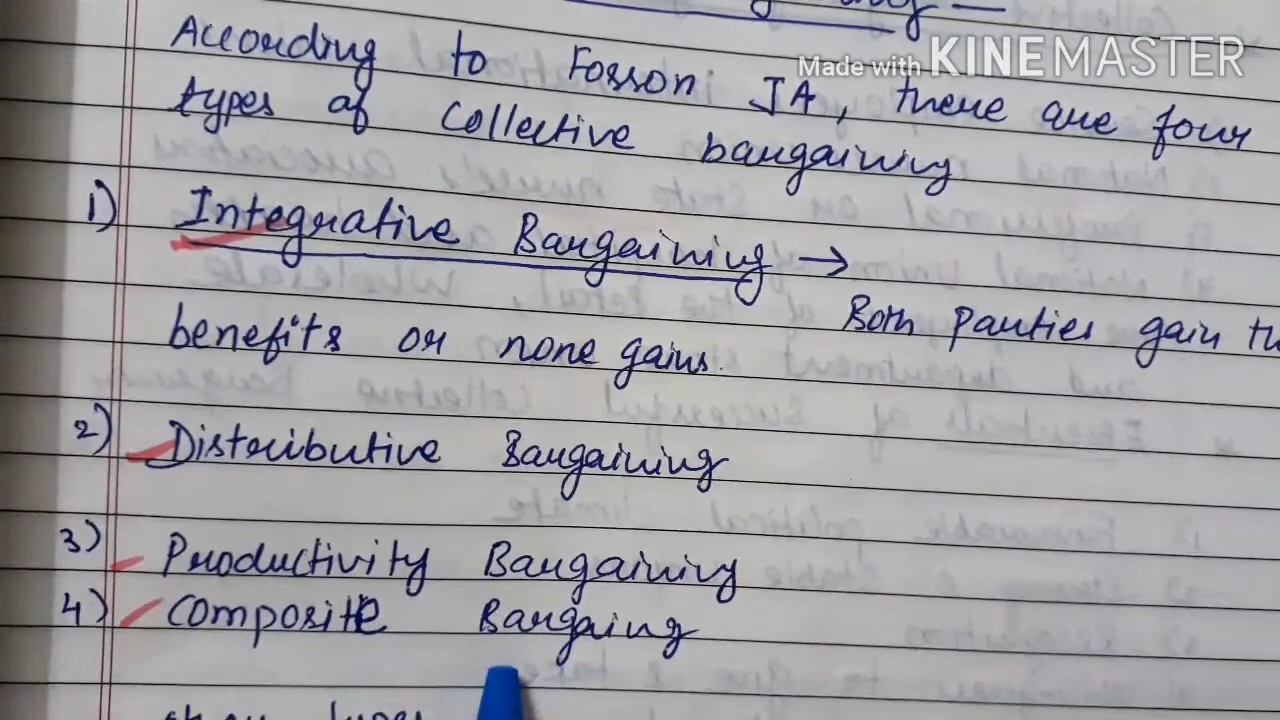 Made with KINEMASTER
According to Fosson JA, there are four
types of Collective bargaining
1) Integrative Bargaining →
Both parties gain
benefits or none gains.
2) Distributive Bargaining
3) Productivity Bargaining
4) Composite Bargaing
types